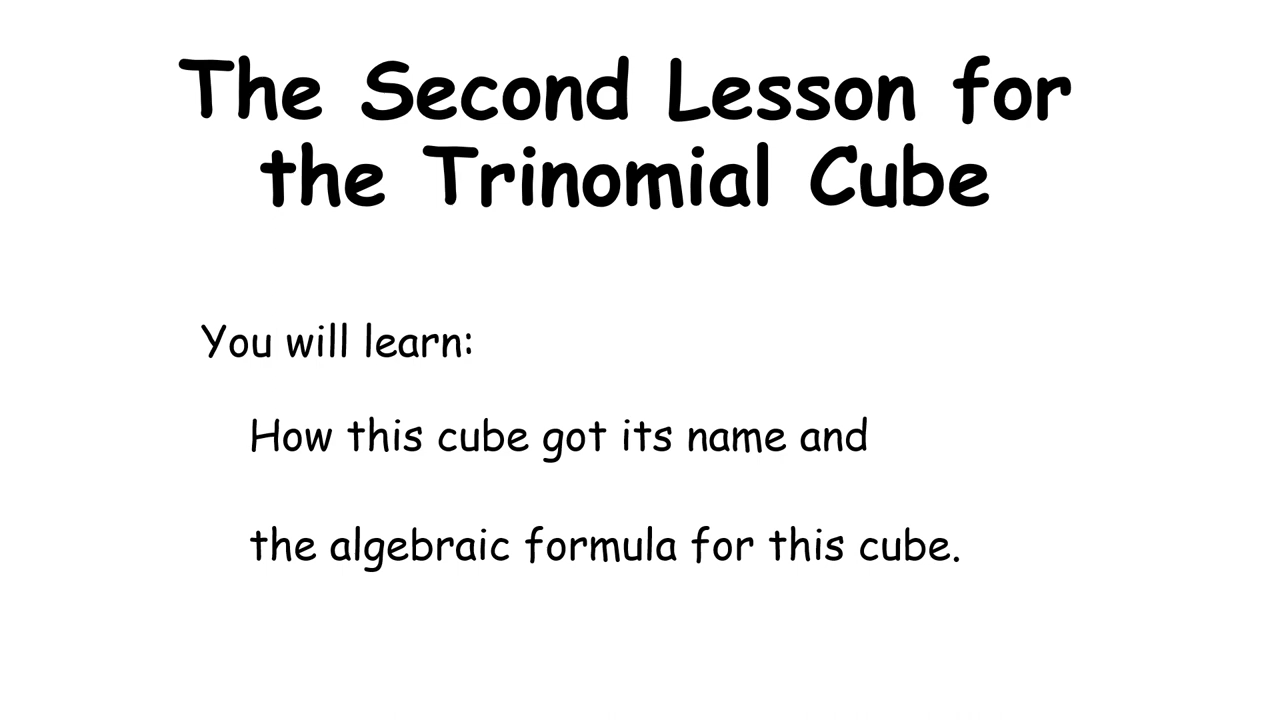 The Second Lesson for
the Trinomial Cube
You will learn:
How this cube got its name and
the algebraic formula for this cube.